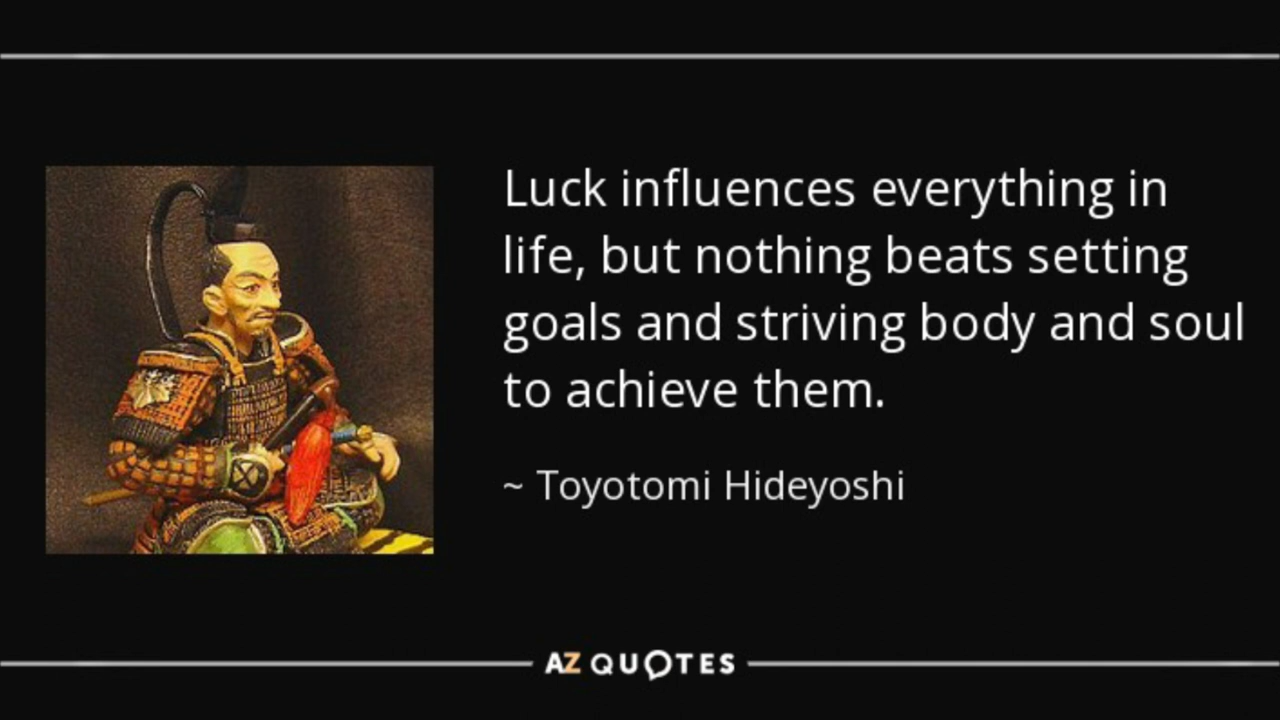 Luck influences everything in
life, but nothing beats setting
goals and striving body and soul
to achieve them.
~ Toyotomi Hideyoshi
AZ QUOTES